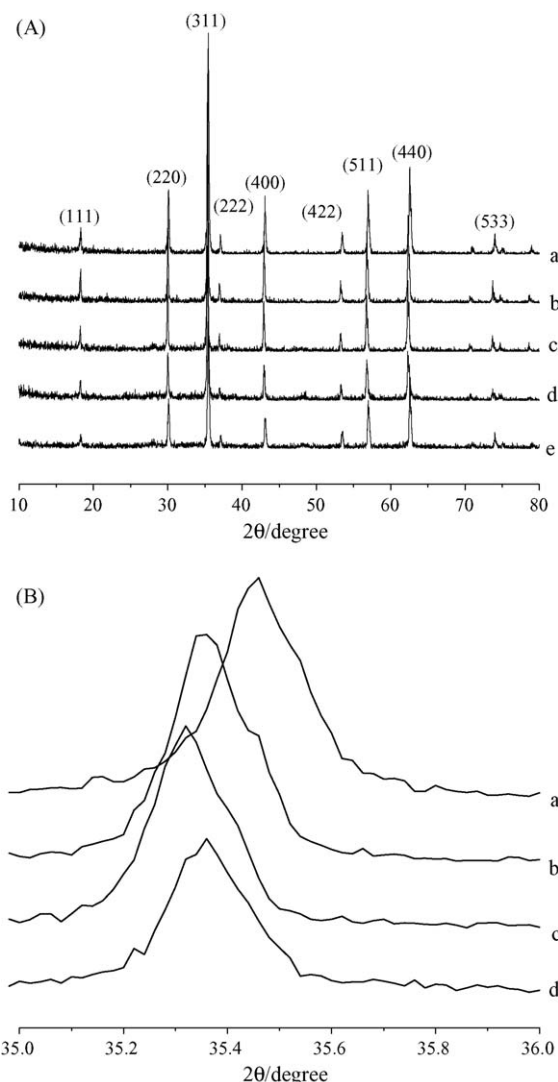 (A)
(311)
(440)
(220)
(511)
(400)
(222)
(422)
(111)
(533)
a
b
c
d
e
10 20 30 40 50 60 70 80
2θ/degree
(B)
a
b
c
d
35.0 35.2 35.4 35.6 35.8 36.0
2θ/degree